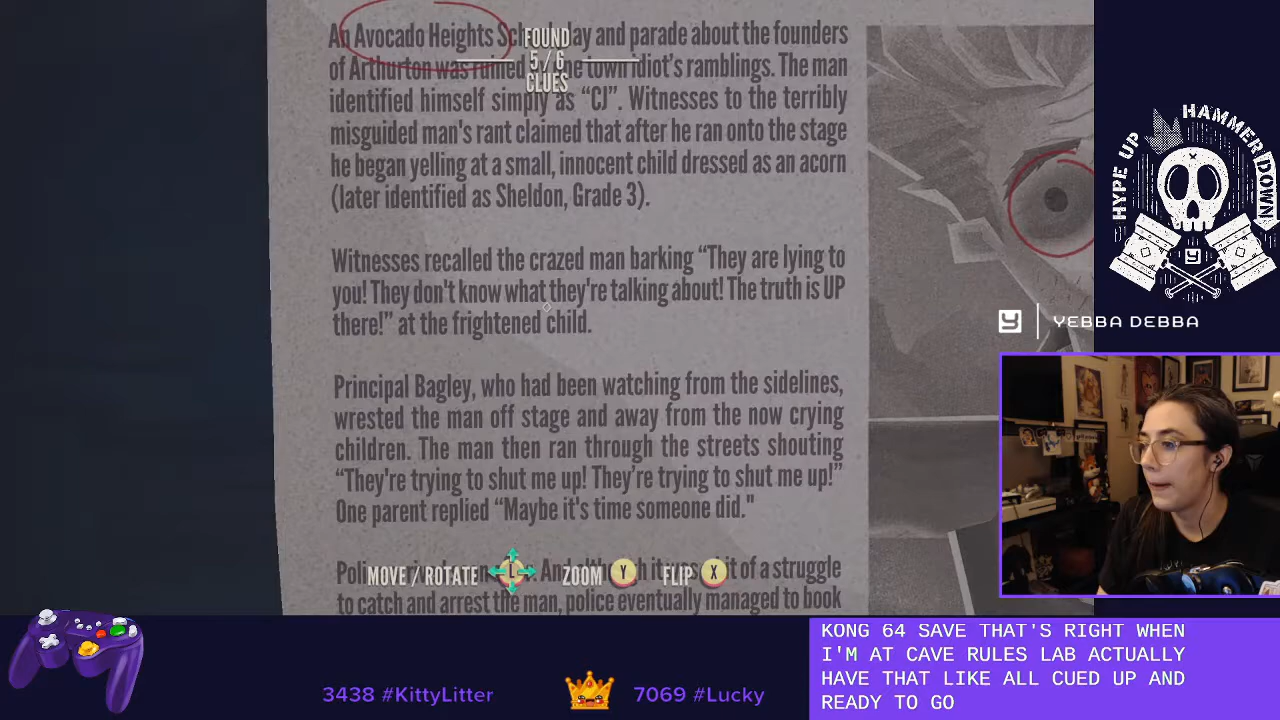 An Avocado Heights School day and parade about the founders
FOUND
5 / 6
CLUES
of Arthurton was ruined the town idiot's ramblings. The man
identified himself simply as “CJ”. Witnesses to the terribly
misguided man's rant claimed that after he ran onto the stage
he began yelling at a small, innocent child dressed as an acorn
(later identified as Sheldon, Grade 3).
Witnesses recalled the crazed man barking “They are lying to
you! They don't know what they're talking about! The truth is UP
there!” at the frightened child.
Principal Bagley, who had been watching from the sidelines,
wrested the man off stage and away from the now crying
children. The man then ran through the streets shouting
“They're trying to shut me up! They're trying to shut me up!”
One parent replied “Maybe it's time someone did."
it of a struggle
MOVE / ROTATE L ZOOM Y FLIP X
to catch and arrest the man, police eventually managed to book
HYPE UP
HAMMER DOWN
YEBBA DEBBA
3438 #KittyLitter
7069 #Lucky
KONG 64 SAVE THAT'S RIGHT WHEN
I'M AT CAVE RULES LAB ACTUALLY
HAVE THAT LIKE ALL CUED UP AND
READY TO GO